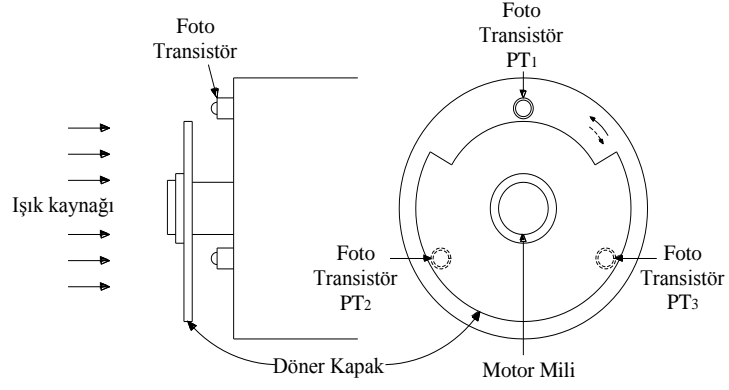 Foto
Transistör
Foto
Transistör
PT1
Işık kaynağı
Foto
Transistör
PT2
Foto
Transistör
PT3
Döner Kapak
Motor Mili